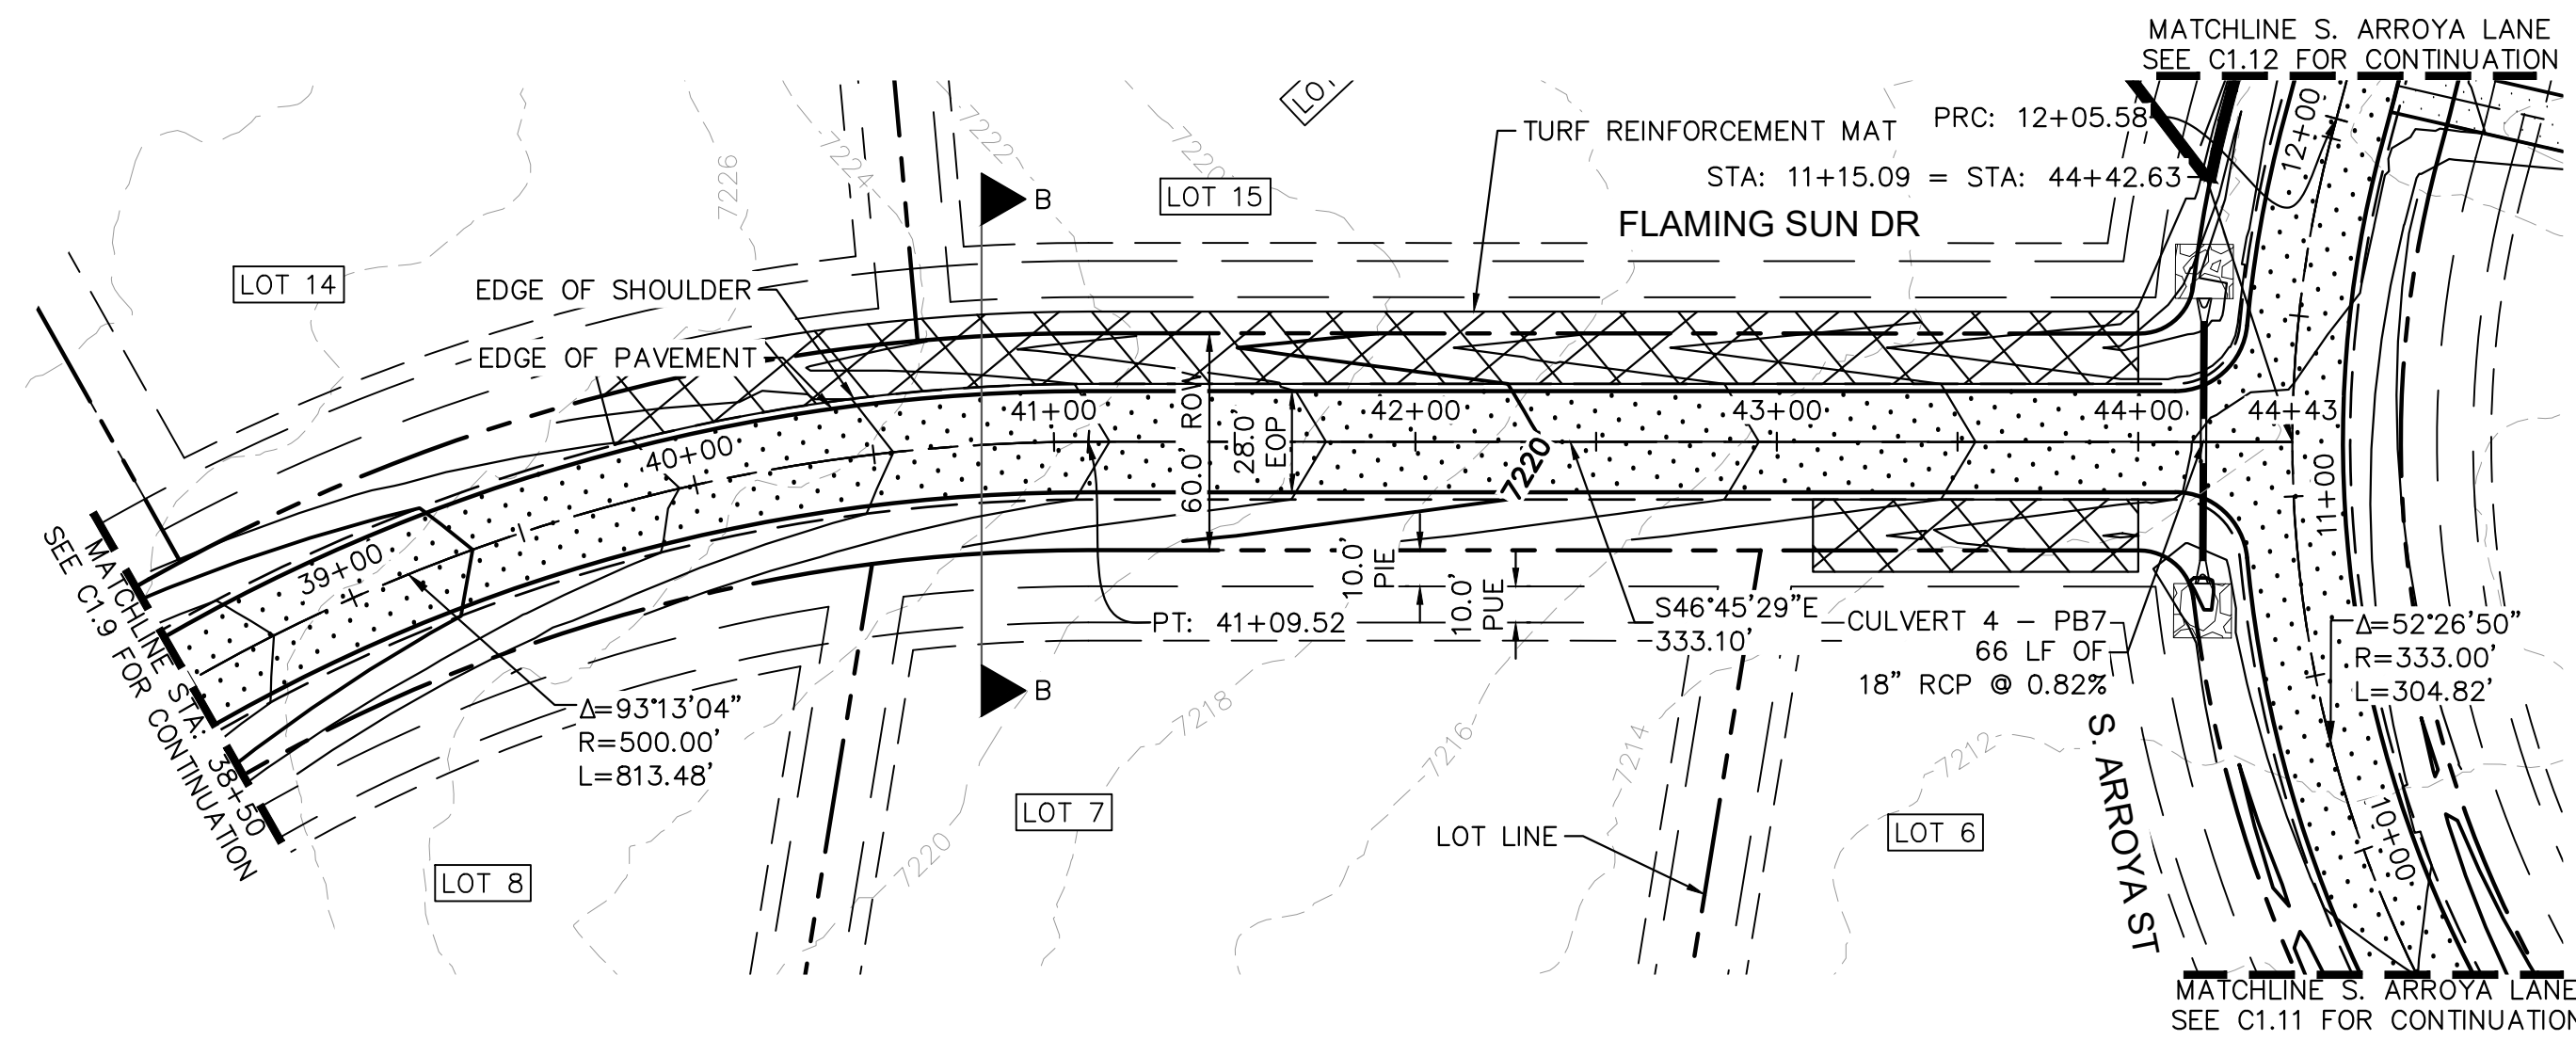 MATCHLINE S. ARROYA LANE
SEE C1.12 FOR CONTINUATION
TURF REINFORCEMENT MAT
PRC: 12+05.58
STA: 11+15.09 = STA: 44+42.63
FLAMING SUN DR
12+00
7226
7224
7222
7220
B
LOT 15
LOT 14
EDGE OF SHOULDER
EDGE OF PAVEMENT
39+00
40+00
41+00
42+00
43+00
44+00
44+43
60.0' ROW
28.0'
EOP
7220
11+00
MATCHLINE STA: 38+50
SEE C1.9 FOR CONTINUATION
Δ=93°13'04"
R=500.00'
L=813.48'
B
PT: 41+09.52
10.0'
PIE
10.0'
PUE
S46°45'29"E
333.10'
CULVERT 4 - PB7
66 LF OF
18" RCP @ 0.82%
Δ=52°26'50"
R=333.00'
L=304.82'
7220
7218
7216
7214
7212
LOT 8
LOT 7
LOT LINE
LOT 6
S. ARROYA ST
10+00
MATCHLINE S. ARROYA LANE
SEE C1.11 FOR CONTINUATION